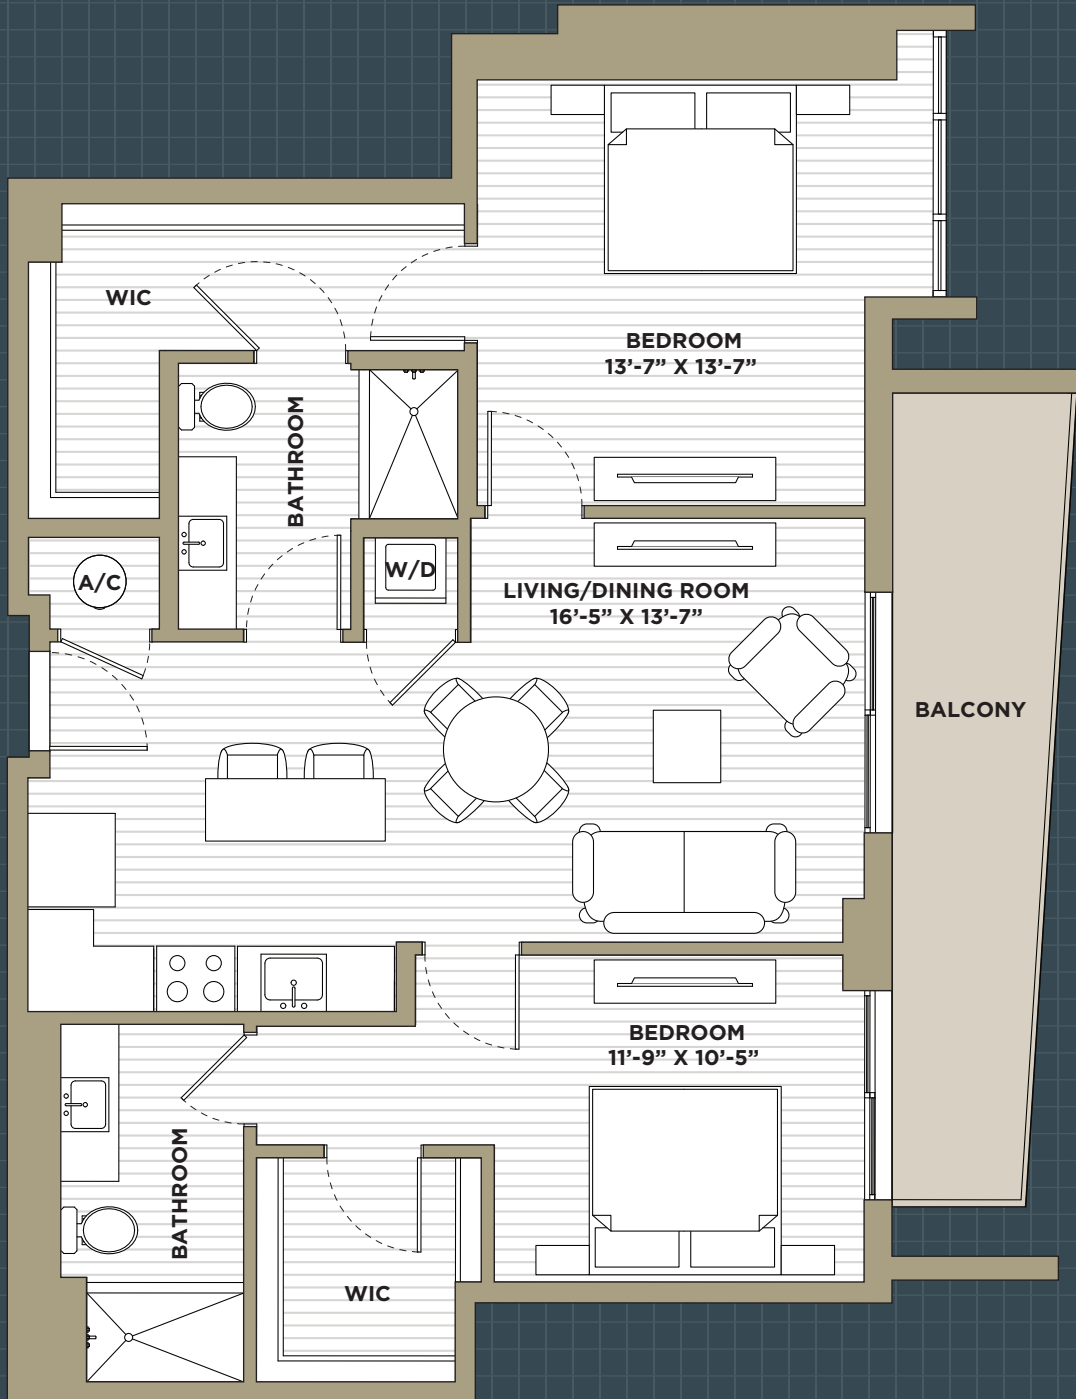 WIC
BEDROOM
13'-7” X 13'-7”
BATHROOM
A/C
W/D
LIVING/DINING ROOM
16'-5” X 13'-7”
BALCONY
BEDROOM
11'-9” X 10'-5”
BATHROOM
WIC